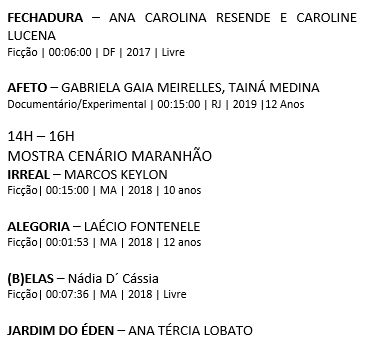 FECHADURA – ANA CAROLINA RESENDE E CAROLINE
LUCENA
Ficção | 00:06:00 | DF | 2017 | Livre
AFETO – GABRIELA GAIA MEIRELLES, TAINÁ MEDINA
Documentário/Experimental | 00:15:00 | RJ | 2019 |12 Anos
14H – 16H
MOSTRA CENÁRIO MARANHÃO
IRREAL – MARCOS KEYLON
Ficção| 00:15:00 | MA | 2018 | 10 anos
ALEGORIA – LAÉCIO FONTENELE
Ficção| 00:01:53 | MA | 2018 | 12 anos
(B)ELAS – Nádia D´ Cássia
Ficção| 00:07:36 | MA | 2018 | Livre
JARDIM DO ÉDEN – ANA TÉRCIA LOBATO